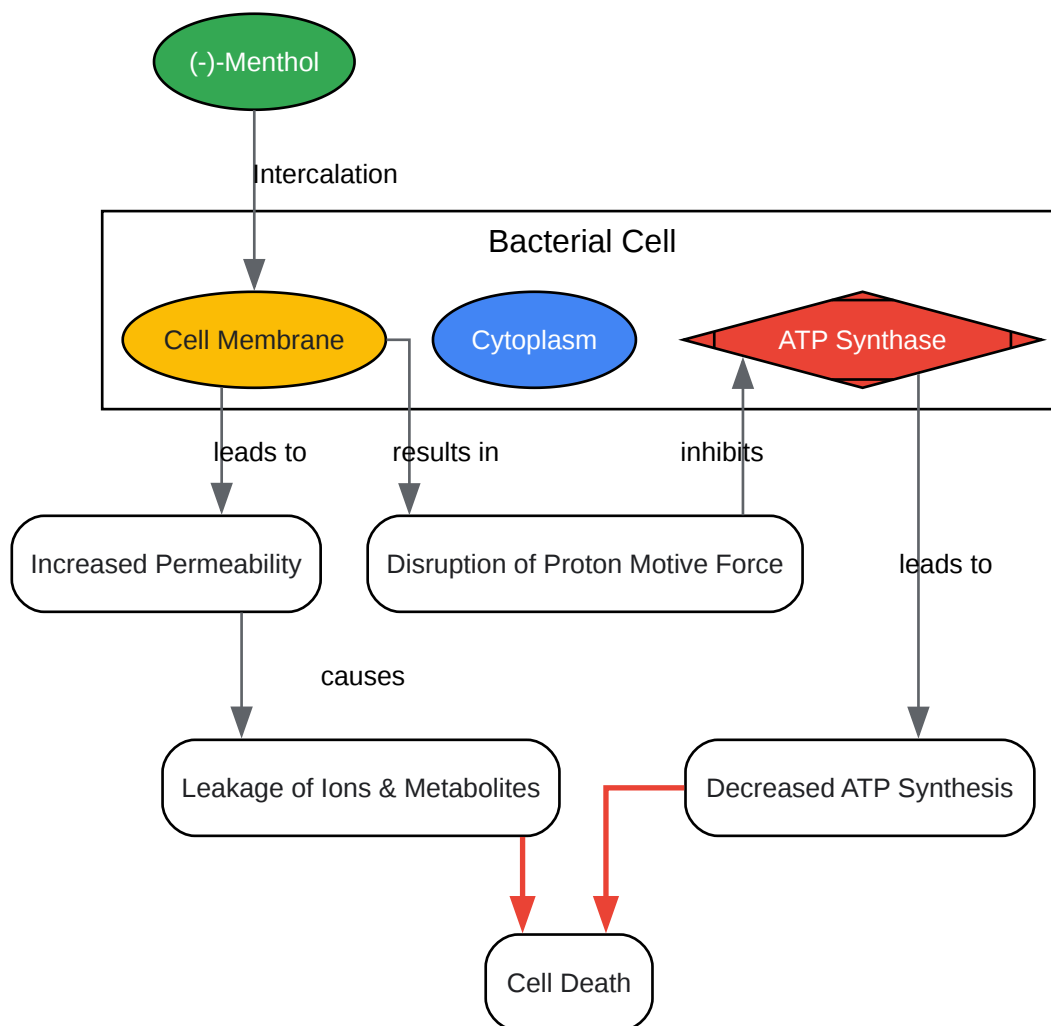 (-)-Menthol
Intercalation
Bacterial Cell
Cell Membrane
Cytoplasm
ATP Synthase
leads to
results in
inhibits
Increased Permeability
Disruption of Proton Motive Force
leads to
causes
Leakage of Ions & Metabolites
Decreased ATP Synthesis
Cell Death